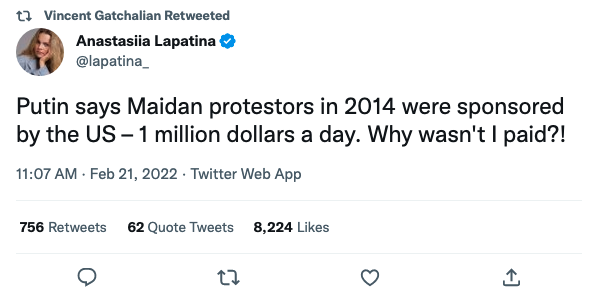 Vincent Gatchalian Retweeted
Anastasiia Lapatina
@lapatina_
Putin says Maidan protestors in 2014 were sponsored
by the US – 1 million dollars a day. Why wasn't I paid?!
11:07 AM · Feb 21, 2022 · Twitter Web App
756 Retweets 62 Quote Tweets 8,224 Likes